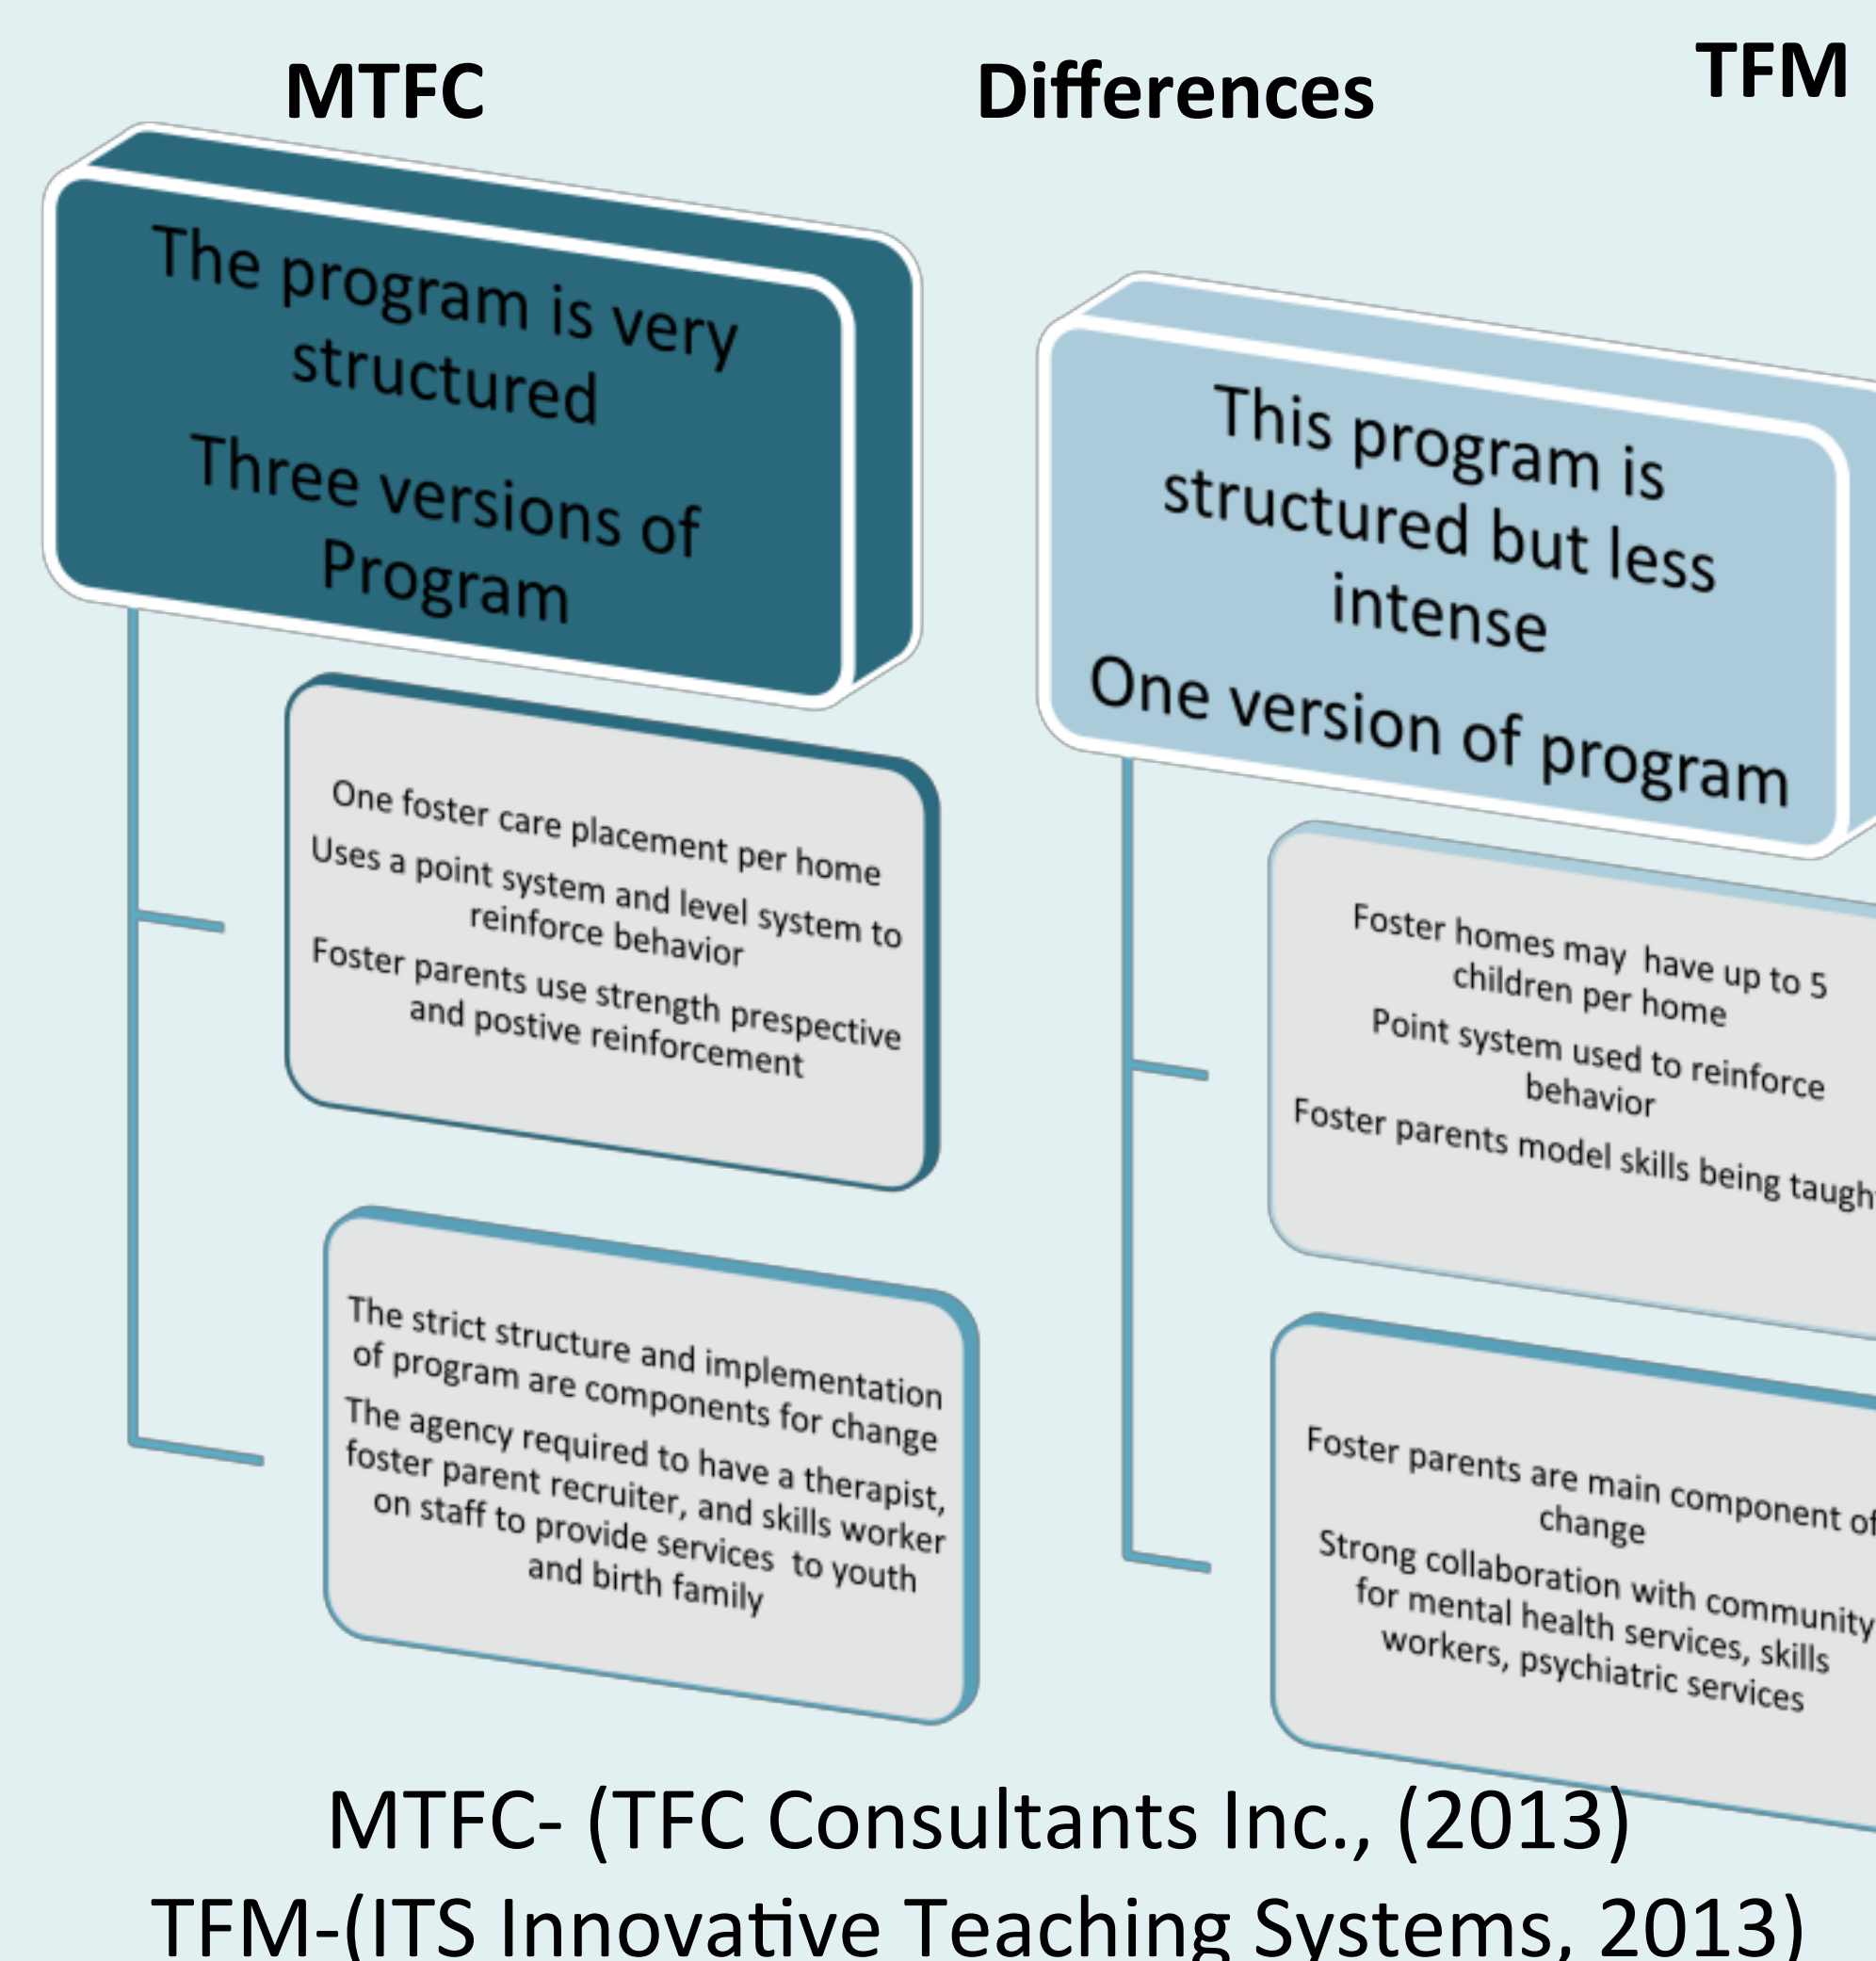 MTFC
Differences
TFM
The program is very
structured
Three versions of
Program
One foster care placement per home
Uses a point system and level system to
reinforce behavior
Foster parents use strength prespective
and postive reinforcement
The strict structure and implementation
of program are components for change
The agency required to have a therapist,
foster parent recruiter, and skills worker
on staff to provide services to youth
and birth family
This program is
structured but less
intense
One version of program
Foster homes may have up to 5
children per home
Point system used to reinforce
behavior
Foster parents model skills being taught
Foster parents are main component of
change
Strong collaboration with community
for mental health services, skills
workers, psychiatric services
MTFC- (TFC Consultants Inc., (2013)
TFM-(ITS Innovative Teaching Systems, 2013)